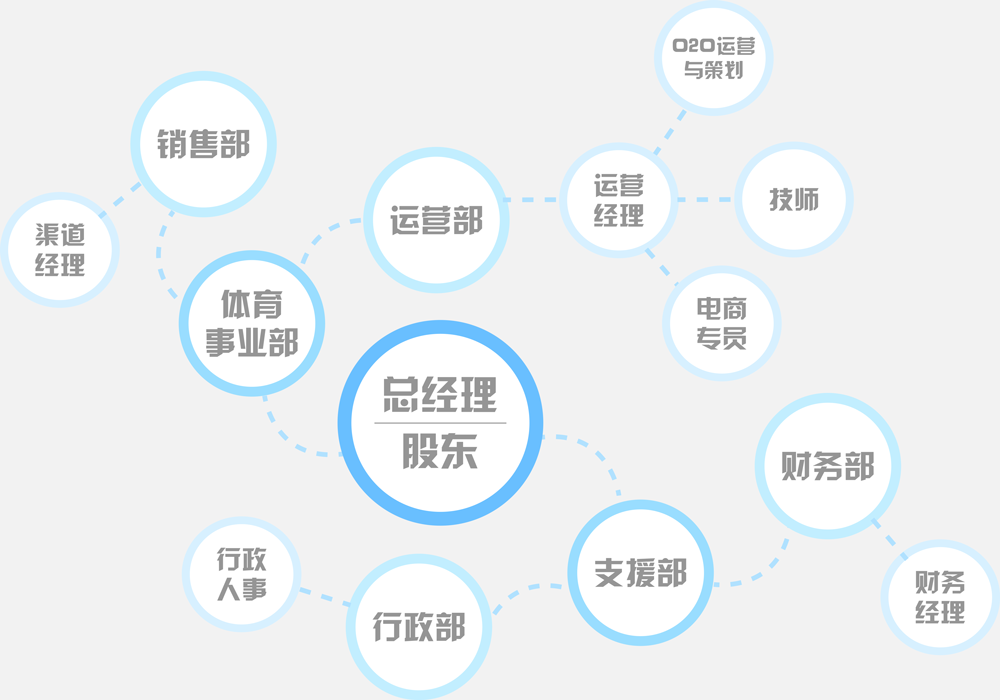 O2O运营
与策划
销售部
运营
经理
技师
运营部
渠道
经理
体育
事业部
电商
专员
总经理
股东
财务部
行政
人事
支援部
财务
经理
行政部